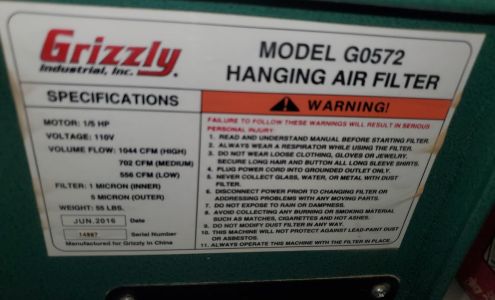 Grizzly
Industrial, Inc.
MODEL G0572
HANGING AIR FILTER
SPECIFICATIONS
MOTOR: 1/5 HP
VOLTAGE: 110V
VOLUME FLOW: 1044 CFM (HIGH)
702 CFM (MEDIUM)
556 CFM (LOW)
FILTER: 1 MICRON (INNER)
5 MICRON (OUTER)
WEIGHT: 55 LBS.
JUN.2016 Date
Serial Number
Manufactured for Grizzly in China
WARNING!
FAILURE TO FOLLOW THESE WARNINGS WILL RESULT IN SERIOUS
PERSONAL INJURY:
1. READ AND UNDERSTAND MANUAL BEFORE STARTING FILTER.
2. ALWAYS WEAR A RESPIRATOR WHILE USING THE FILTER.
3. DO NOT WEAR LOOSE CLOTHING, GLOVES OR JEWELRY.
SECURE LONG HAIR AND BUTTON ALL LONG SLEEVE SHIRTS.
4. PLUG POWER CORD INTO GROUNDED OUTLET ONLY.
5. NEVER COLLECT GLASS, WATER, OR METAL WITH DUST
FILTER.
6. DISCONNECT POWER PRIOR TO CHANGING FILTER OR
ADDRESSING PROBLEMS WITH ANY MOVING PARTS.
7. DO NOT EXPOSE TO RAIN OR DAMPNESS.
8. AVOID COLLECTING ANY BURNING OR SMOKING MATERIAL
SUCH AS MATCHES, CIGARETTES AND HOT ASHES.
9. DO NOT MODIFY DUST FILTER IN ANY WAY.
10. THIS MACHINE WILL NOT PROTECT AGAINST LEAD-PAINT DUST
OR ASBESTOS.
11. ALWAYS OPERATE THIS MACHINE WITH THE FILTER IN PLACE